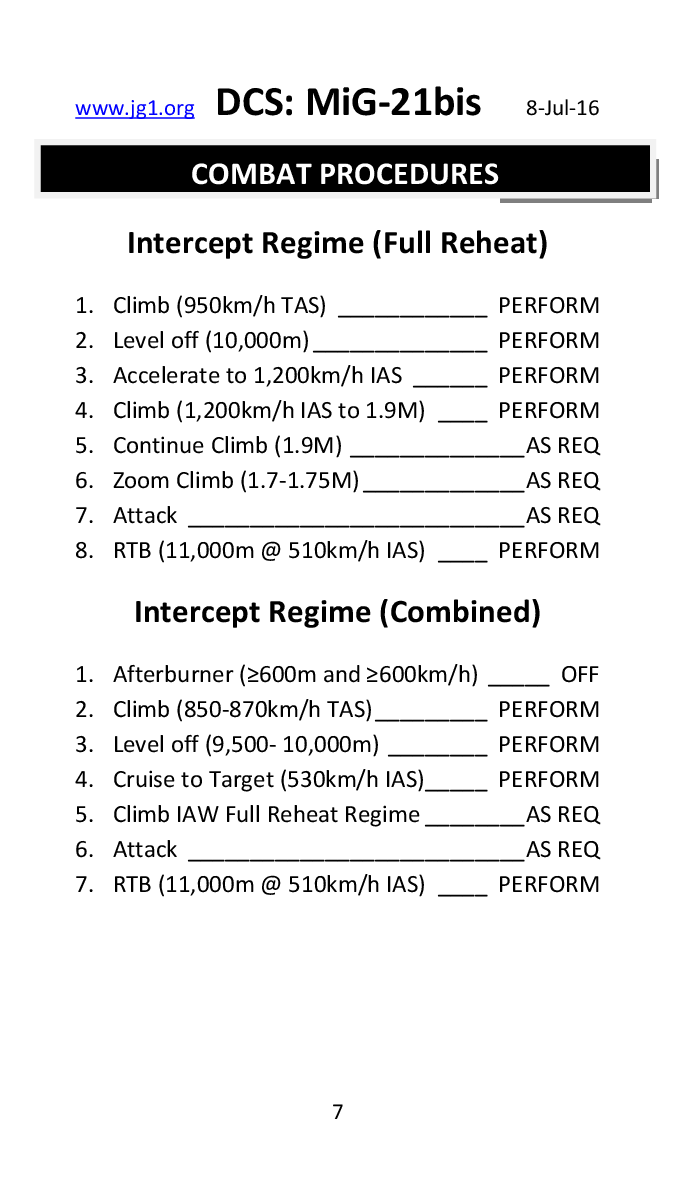 www.jg1.org DCS: MiG-21bis 8-Jul-16
COMBAT PROCEDURES
Intercept Regime (Full Reheat)
1. Climb (950km/h TAS) ____________ PERFORM
2. Level off (10,000m) ______________ PERFORM
3. Accelerate to 1,200km/h IAS ______ PERFORM
4. Climb (1,200km/h IAS to 1.9M) ____ PERFORM
5. Continue Climb (1.9M) ______________AS REQ
6. Zoom Climb (1.7-1.75M)_____________AS REQ
7. Attack ___________________________AS REQ
8. RTB (11,000m @ 510km/h IAS) ____ PERFORM
Intercept Regime (Combined)
1. Afterburner (≥600m and ≥600km/h) _____ OFF
2. Climb (850-870km/h TAS)_________ PERFORM
3. Level off (9,500- 10,000m) ________ PERFORM
4. Cruise to Target (530km/h IAS)_____ PERFORM
5. Climb IAW Full Reheat Regime ________AS REQ
6. Attack ___________________________AS REQ
7. RTB (11,000m @ 510km/h IAS) ____ PERFORM
7